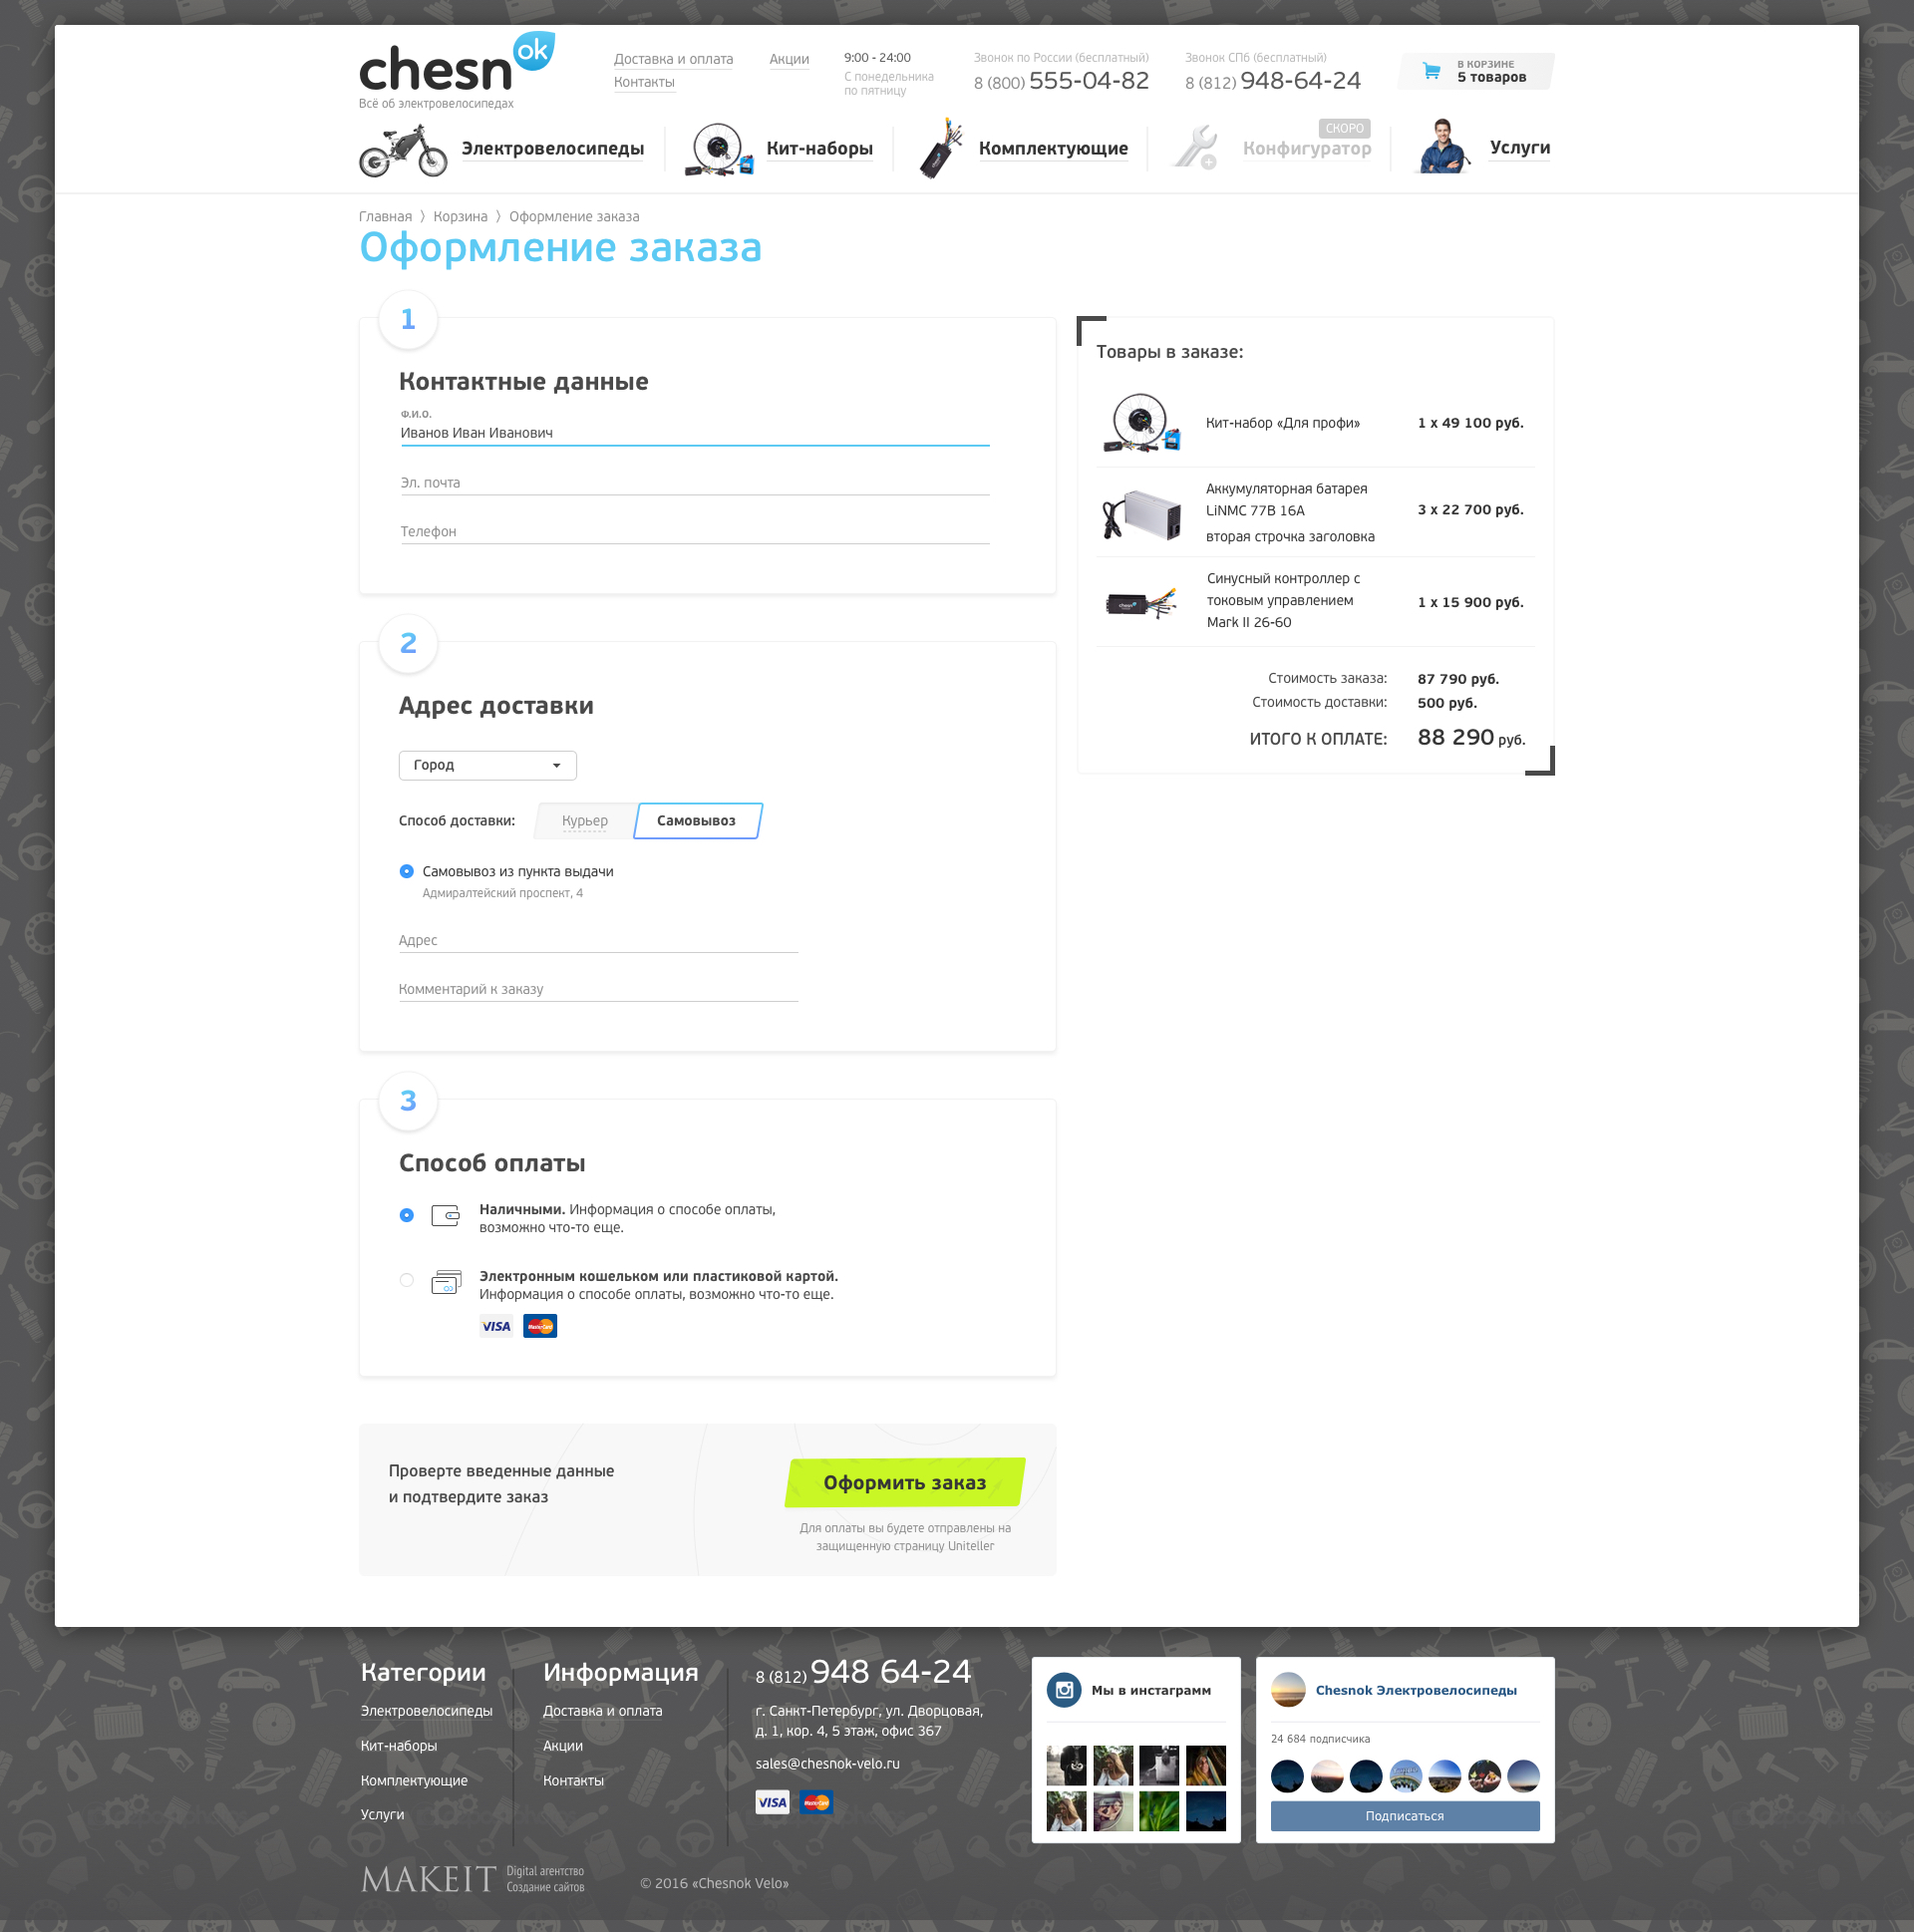 chesn ok
Всё об электровелосипедах
Доставка и оплата
Контакты
Акции
9:00 - 24:00
С понедельника
по пятницу
Звонок по России (бесплатный)
8 (800) 555-04-82
Звонок СПб (бесплатный)
8 (812) 948-64-24
В КОРЗИНЕ
5 товаров
Электровелосипеды
Кит-наборы
Комплектующие
СКОРО
Конфигуратор
Услуги
Главная 〉 Корзина 〉 Оформление заказа
Оформление заказа
1
Контактные данные
Ф.И.О.
Иванов Иван Иванович
Эл. почта
Телефон
2
Адрес доставки
Город
Способ доставки: Курьер Самовывоз
Самовывоз из пункта выдачи
Адмиралтейский проспект, 4
Адрес
Комментарий к заказу
3
Способ оплаты
Наличными. Информация о способе оплаты,
возможно что-то еще.
Электронным кошельком или пластиковой картой.
Информация о способе оплаты, возможно что-то еще.
VISA MasterCard
Проверте введенные данные
и подтвердите заказ
Оформить заказ
Для оплаты вы будете отправлены на
защищенную страницу Uniteller
Товары в заказе:
Кит-набор «Для профи»
1 x 49 100 руб.
Аккумуляторная батарея
LiNMC 77В 16А
вторая строчка заголовка
3 x 22 700 руб.
chesn
Синусный контроллер с
токовым управлением
Mark II 26-60
1 x 15 900 руб.
Стоимость заказа: 87 790 руб.
Стоимость доставки: 500 руб.
ИТОГО К ОПЛАТЕ: 88 290 руб.
Категории
Электровелосипеды
Кит-наборы
Комплектующие
Услуги
Информация
Доставка и оплата
Акции
Контакты
8 (812) 948 64-24
г. Санкт-Петербург, ул. Дворцовая,
д. 1, кор. 4, 5 этаж, офис 367
sales@chesnok-velo.ru
VISA MasterCard
Мы в инстаграмм
Chesnok Электровелосипеды
24 684 подписчика
Подписаться
MAKEIT
Digital агентство
Создание сайтов
© 2016 «Chesnok Velo»